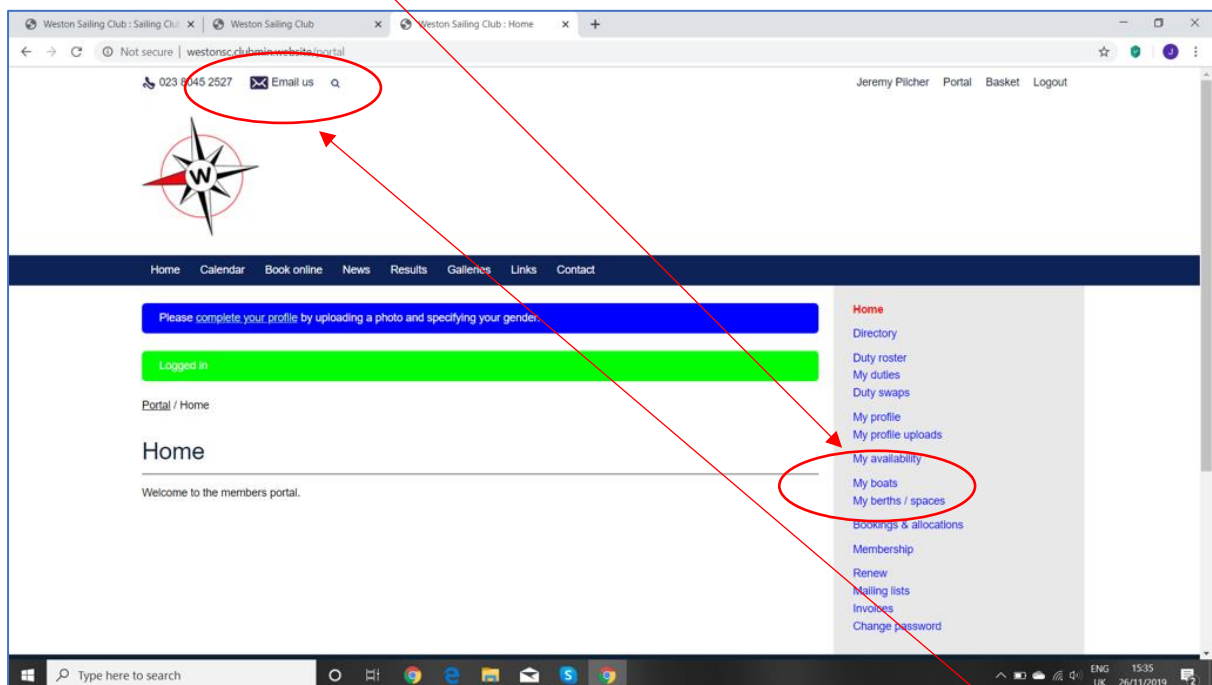 Weston Sailing Club : Sailing Clu
Weston Sailing Club
Weston Sailing Club : Home
Not secure | westonsc.clubmin.website/portal
023 8045 2527 Email us
Jeremy Pilcher Portal Basket Logout
W
Home Calendar Book online News Results Galleries Links Contact
Please complete your profile by uploading a photo and specifying your gender.
Logged in
Portal / Home
Home
Welcome to the members portal.
Home
Directory
Duty roster
My duties
Duty swaps
My profile
My profile uploads
My availability
My boats
My berths / spaces
Bookings & allocations
Membership
Renew
Mailing lists
Invoices
Change password
Type here to search
ENG 15:35
UK 26/11/2019